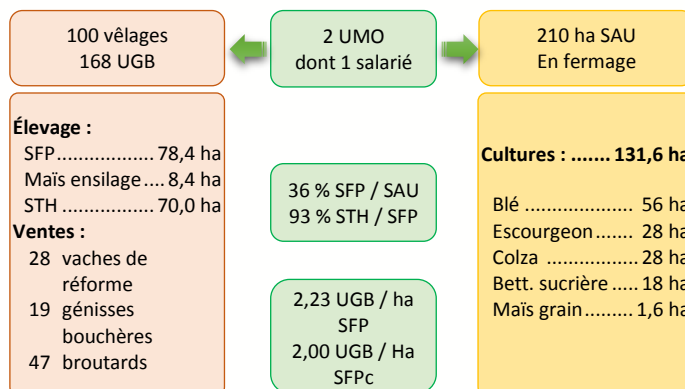 100 vêlages
168 UGB
2 UMO
dont 1 salarié
210 ha SAU
En fermage
Élevage :
SFP.................. 78,4 ha
Maïs ensilage.... 8,4 ha
STH .................. 70,0 ha
Ventes :
28 vaches de
réforme
19 génisses
bouchères
47 broutards
36 % SFP / SAU
93 % STH / SFP
2,23 UGB / ha
SFP
2,00 UGB / Ha
SFPc
Cultures : ....... 131,6 ha
Blé .................... 56 ha
Escourgeon....... 28 ha
Colza ................ 28 ha
Bett. sucrière ..... 18 ha
Maïs grain......... 1,6 ha